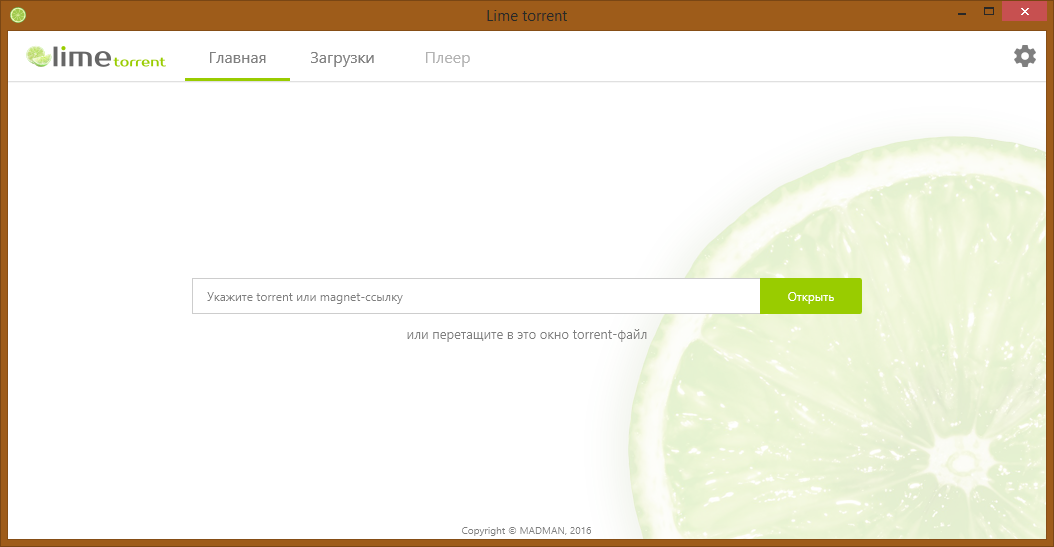 Lime torrent
lime torrent
Главная Загрузки Плеер
Укажите torrent или magnet-ссылку Открыть
или перетащите в это окно torrent-файл
Copyright © MADMAN, 2016